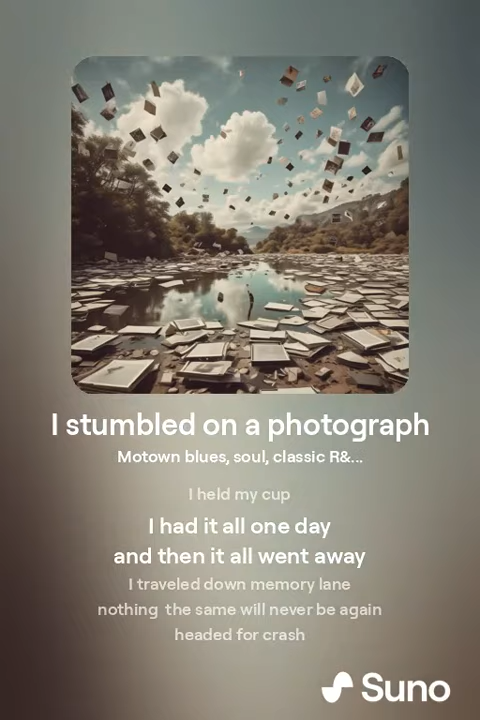 I stumbled on a photograph
Motown blues, soul, classic R&...
I held my cup
I had it all one day
and then it all went away
I traveled down memory lane
nothing the same will never be again
headed for crash
Suno